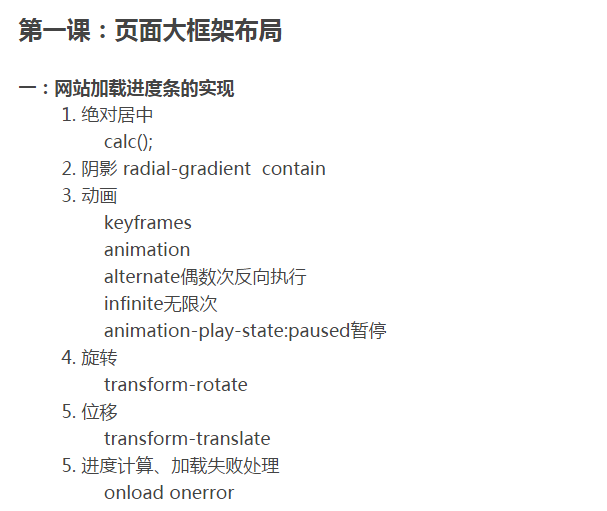 第一课：页面大框架布局
一：网站加载进度条的实现
1. 绝对居中
calc();
2. 阴影 radial-gradient  contain
3. 动画
keyframes
animation
alternate偶数次反向执行
infinite无限次
animation-play-state:paused暂停
4. 旋转
transform-rotate
5. 位移
transform-translate
5. 进度计算、加载失败处理
onload onerror